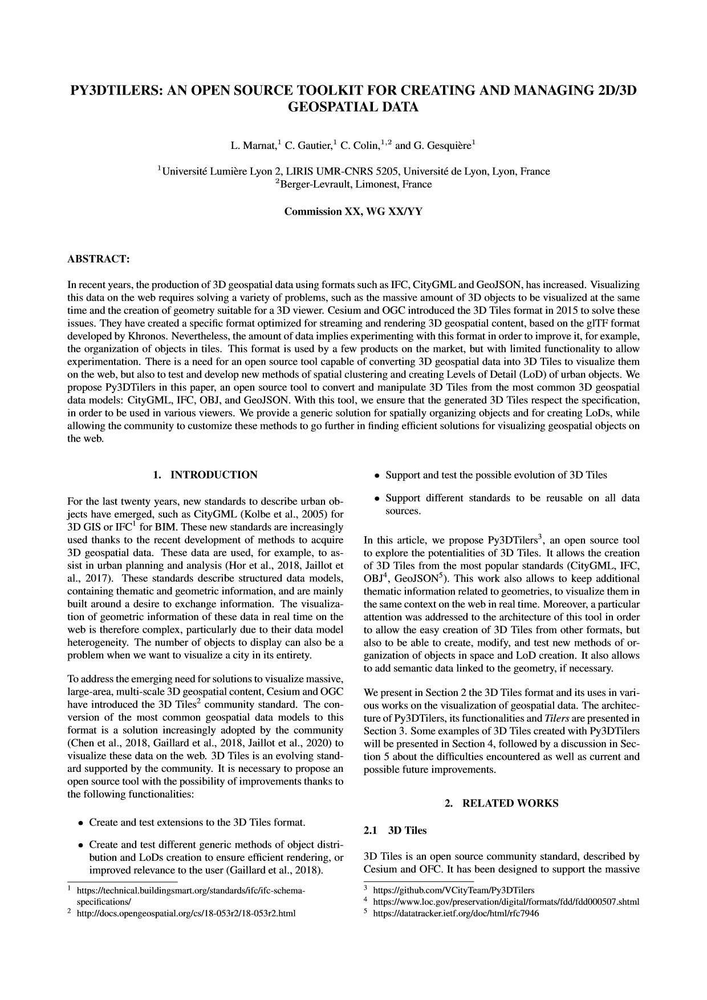 PY3DTILERS: AN OPEN SOURCE TOOLKIT FOR CREATING AND MANAGING 2D/3D
GEOSPATIAL DATA
L. Marnat,1 C. Gautier,1 C. Colin,1,2 and G. Gesquière1
1Université Lumière Lyon 2, LIRIS UMR-CNRS 5205, Université de Lyon, Lyon, France
2Berger-Levrault, Limonest, France
Commission XX, WG XX/YY
ABSTRACT:
In recent years, the production of 3D geospatial data using formats such as IFC, CityGML and GeoJSON, has increased. Visualizing
this data on the web requires solving a variety of problems, such as the massive amount of 3D objects to be visualized at the same
time and the creation of geometry suitable for a 3D viewer. Cesium and OGC introduced the 3D Tiles format in 2015 to solve these
issues. They have created a specific format optimized for streaming and rendering 3D geospatial content, based on the glTF format
developed by Khronos. Nevertheless, the amount of data implies experimenting with this format in order to improve it, for example,
the organization of objects in tiles. This format is used by a few products on the market, but with limited functionality to allow
experimentation. There is a need for an open source tool capable of converting 3D geospatial data into 3D Tiles to visualize them
on the web, but also to test and develop new methods of spatial clustering and creating Levels of Detail (LoD) of urban objects. We
propose Py3DTilers in this paper, an open source tool to convert and manipulate 3D Tiles from the most common 3D geospatial
data models: CityGML, IFC, OBJ, and GeoJSON. With this tool, we ensure that the generated 3D Tiles respect the specification,
in order to be used in various viewers. We provide a generic solution for spatially organizing objects and for creating LoDs, while
allowing the community to customize these methods to go further in finding efficient solutions for visualizing geospatial objects on
the web.
1. INTRODUCTION
For the last twenty years, new standards to describe urban ob-
jects have emerged, such as CityGML (Kolbe et al., 2005) for
3D GIS or IFC1 for BIM. These new standards are increasingly
used thanks to the recent development of methods to acquire
3D geospatial data. These data are used, for example, to as-
sist in urban planning and analysis (Hor et al., 2018, Jaillot et
al., 2017). These standards describe structured data models,
containing thematic and geometric information, and are mainly
built around a desire to exchange information. The visualiza-
tion of geometric information of these data in real time on the
web is therefore complex, particularly due to their data model
heterogeneity. The number of objects to display can also be a
problem when we want to visualize a city in its entirety.
To address the emerging need for solutions to visualize massive,
large-area, multi-scale 3D geospatial content, Cesium and OGC
have introduced the 3D Tiles2 community standard. The con-
version of the most common geospatial data models to this
format is a solution increasingly adopted by the community
(Chen et al., 2018, Gaillard et al., 2018, Jaillot et al., 2020) to
visualize these data on the web. 3D Tiles is an evolving stand-
ard supported by the community. It is necessary to propose an
open source tool with the possibility of improvements thanks to
the following functionalities:
• Create and test extensions to the 3D Tiles format.
• Create and test different generic methods of object distri-
bution and LoDs creation to ensure efficient rendering, or
improved relevance to the user (Gaillard et al., 2018).
1 https://technical.buildingsmart.org/standards/ifc/ifc-schema-
specifications/
2 http://docs.opengeospatial.org/cs/18-053r2/18-053r2.html
• Support and test the possible evolution of 3D Tiles
• Support different standards to be reusable on all data
sources.
In this article, we propose Py3DTilers3, an open source tool
to explore the potentialities of 3D Tiles. It allows the creation
of 3D Tiles from the most popular standards (CityGML, IFC,
OBJ4, GeoJSON5). This work also allows to keep additional
thematic information related to geometries, to visualize them in
the same context on the web in real time. Moreover, a particular
attention was addressed to the architecture of this tool in order
to allow the easy creation of 3D Tiles from other formats, but
also to be able to create, modify, and test new methods of or-
ganization of objects in space and LoD creation. It also allows
to add semantic data linked to the geometry, if necessary.
We present in Section 2 the 3D Tiles format and its uses in vari-
ous works on the visualization of geospatial data. The architec-
ture of Py3DTilers, its functionalities and Tilers are presented in
Section 3. Some examples of 3D Tiles created with Py3DTilers
will be presented in Section 4, followed by a discussion in Sec-
tion 5 about the difficulties encountered as well as current and
possible future improvements.
2. RELATED WORKS
2.1 3D Tiles
3D Tiles is an open source community standard, described by
Cesium and OFC. It has been designed to support the massive
3 https://github.com/VCityTeam/Py3DTilers
4 https://www.loc.gov/preservation/digital/formats/fdd/fdd000507.shtml
5 https://datatracker.ietf.org/doc/html/rfc7946